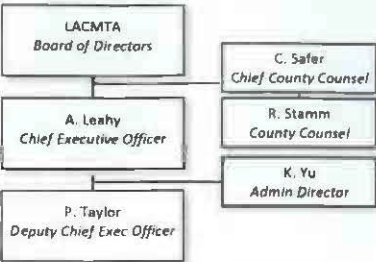 LACMTA
Board of Directors
C. Safer
Chief County Counsel
A. Leahy
Chief Executive Officer
R. Stamm
County Counsel
K. Yu
Admin Director
P. Taylor
Deputy Chief Exec Officer